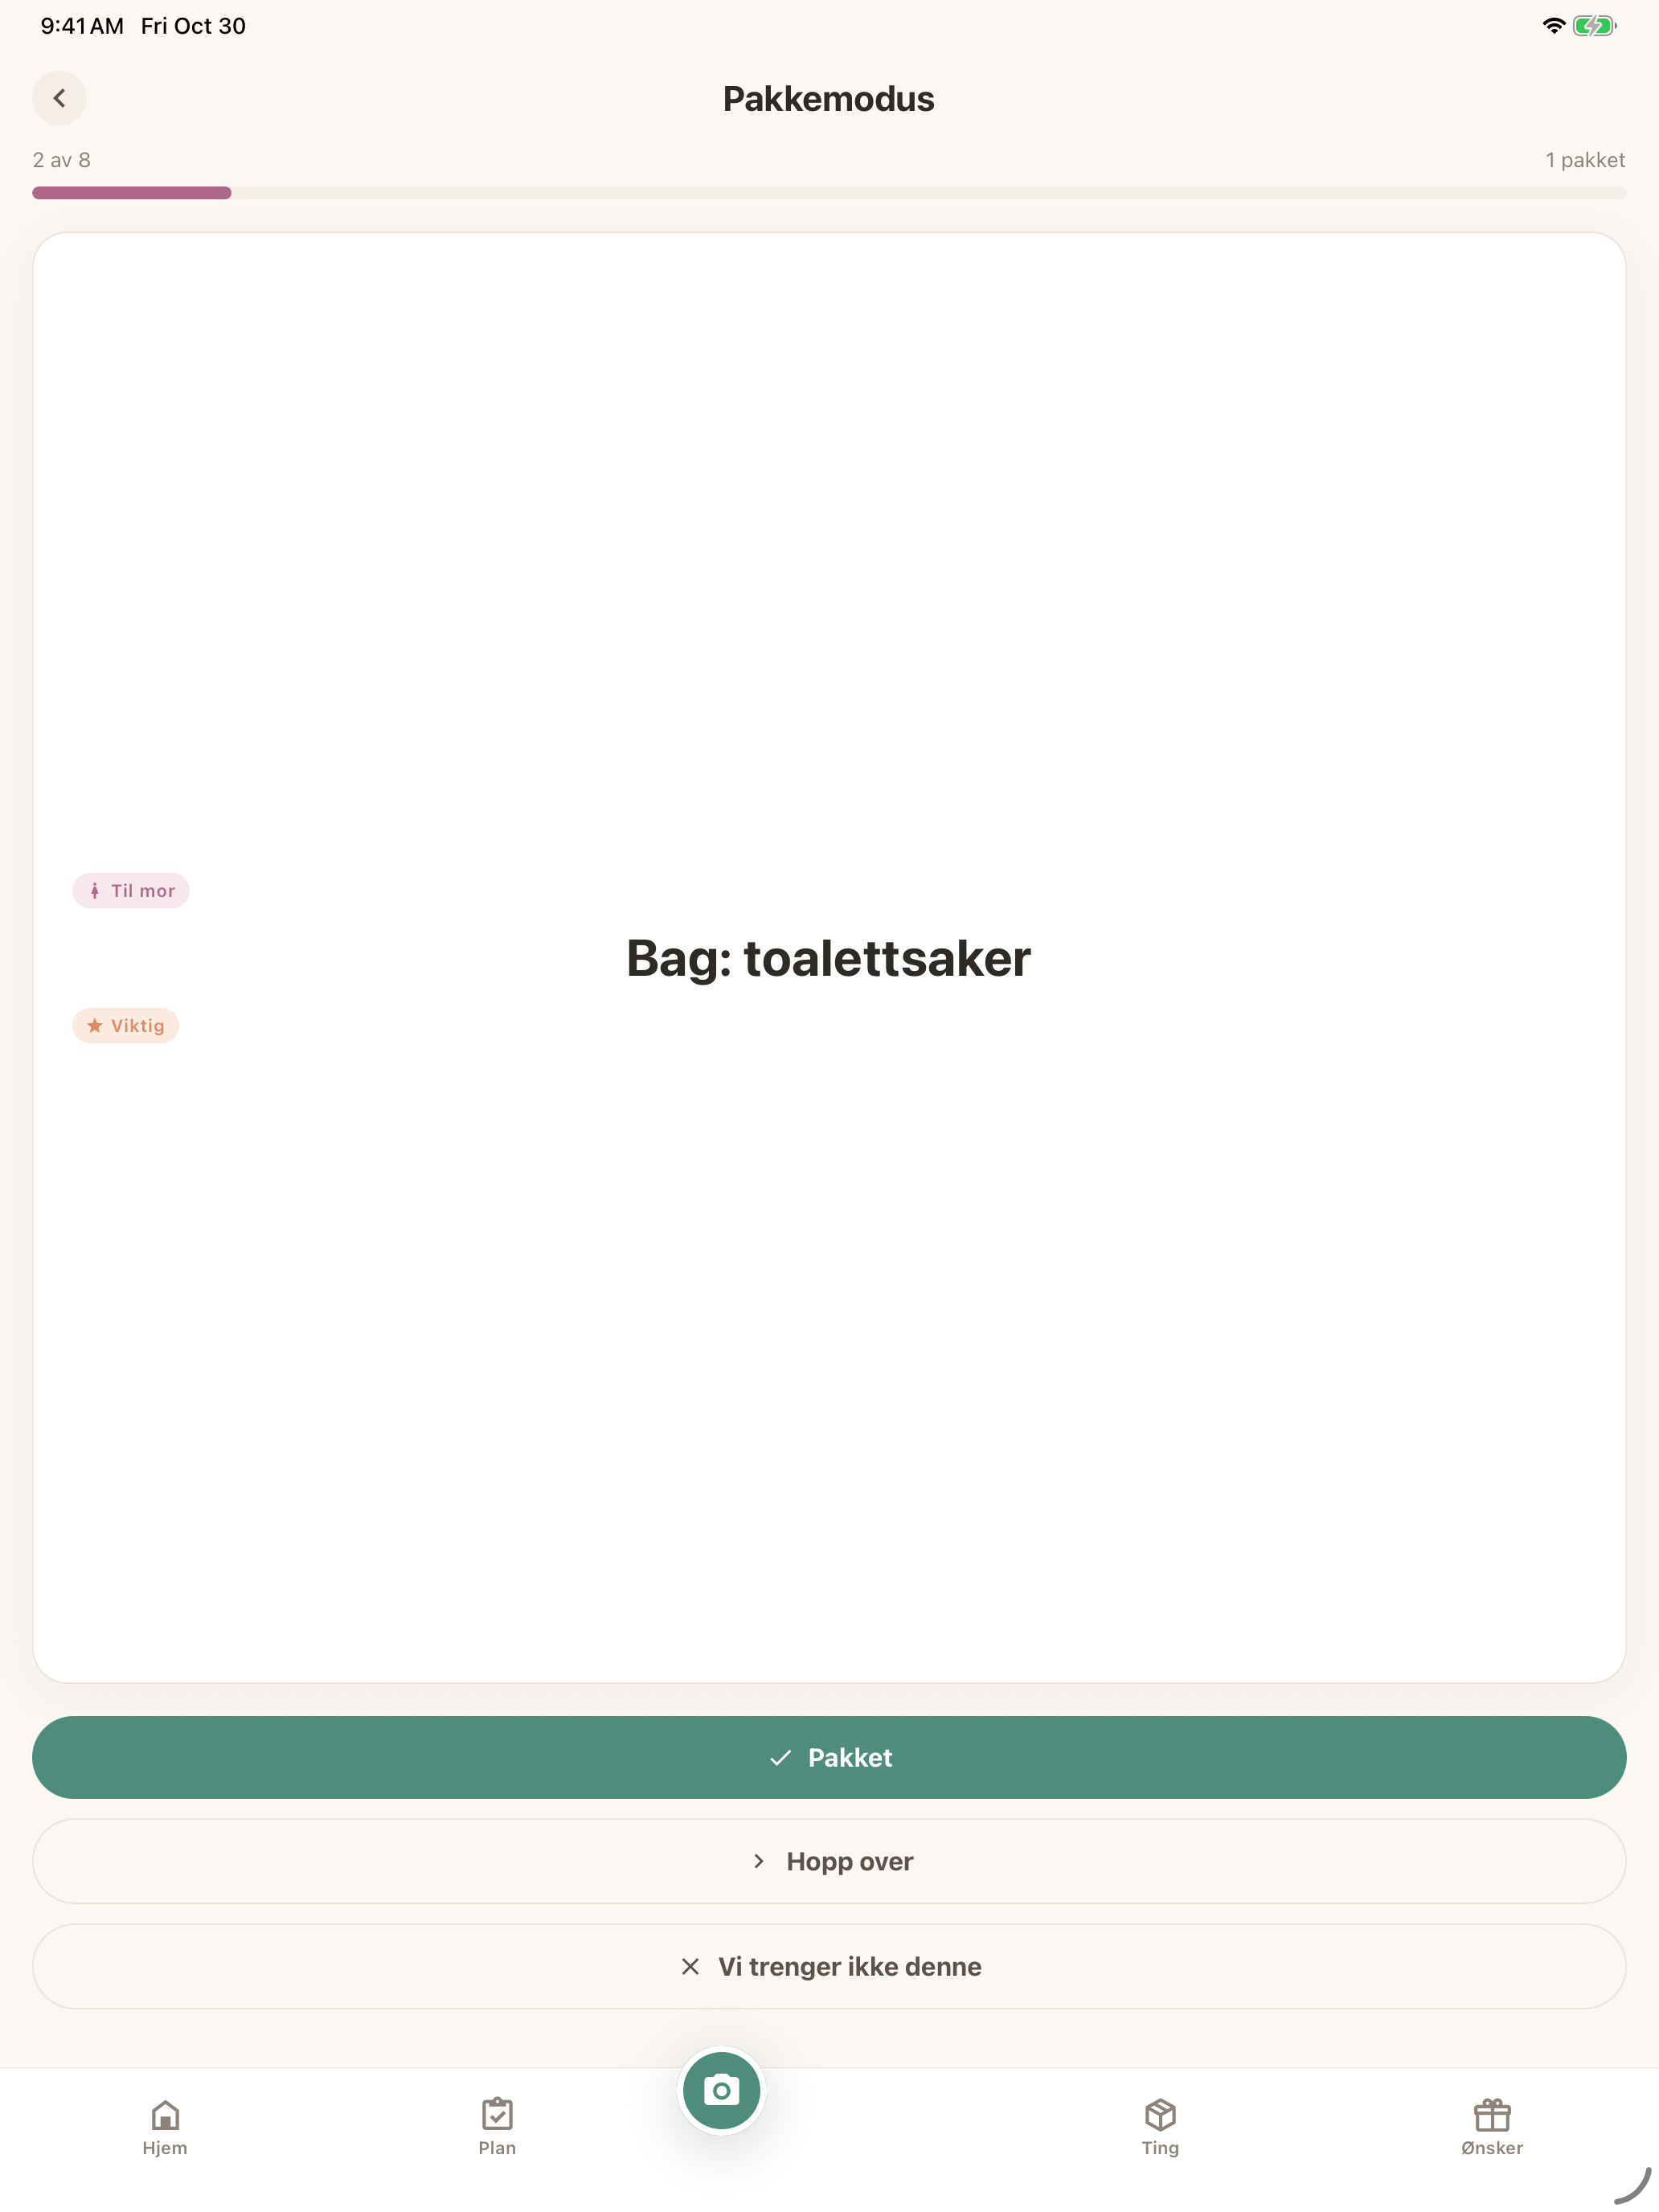 9:41 AM Fri Oct 30
Pakkemodus
2 av 8
1 pakket
Til mor
Bag: toalettsaker
Viktig
Pakket
Hopp over
Vi trenger ikke denne
Hjem
Plan
Ting
Ønsker